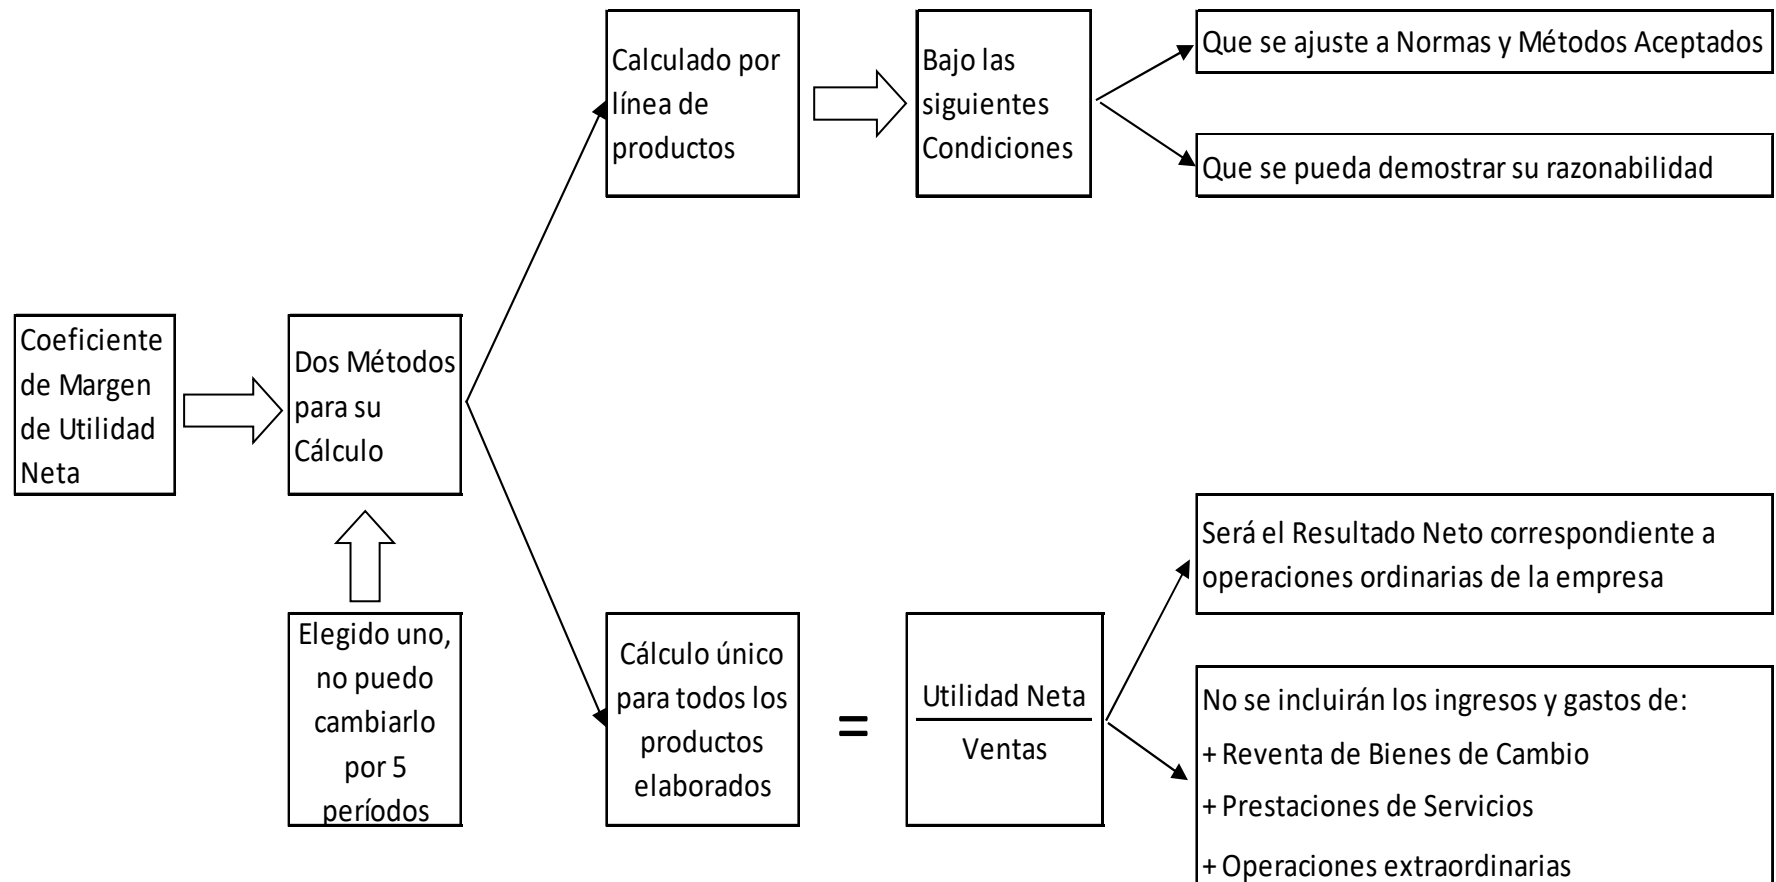 Coeficiente
de Margen
de Utilidad
Neta
Dos Métodos
para su
Cálculo
Elegido uno,
no puedo
cambiarlo
por 5
períodos
Calculado por
línea de
productos
Bajo las
siguientes
Condiciones
Que se ajuste a Normas y Métodos Aceptados
Que se pueda demostrar su razonabilidad
Cálculo único
para todos los
productos
elaborados
=
Utilidad Neta
Ventas
Será el Resultado Neto correspondiente a
operaciones ordinarias de la empresa
No se incluirán los ingresos y gastos de:
+ Reventa de Bienes de Cambio
+ Prestaciones de Servicios
+ Operaciones extraordinarias